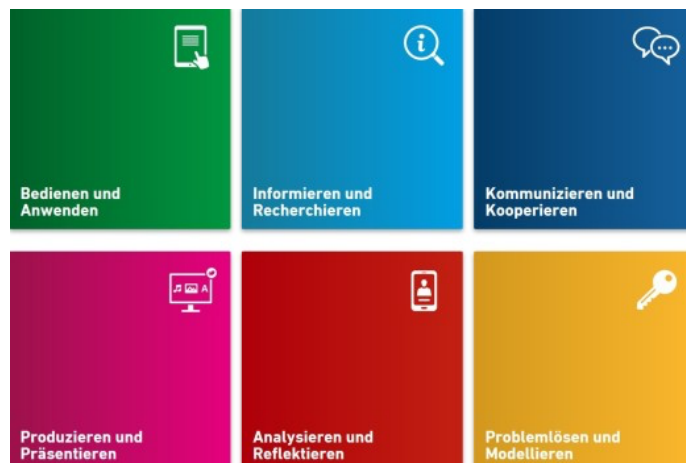 Bedienen und
Anwenden
Informieren und
Recherchieren
Kommunizieren und
Kooperieren
Produzieren und
Präsentieren
Analysieren und
Reflektieren
Problemlösen und
Modellieren